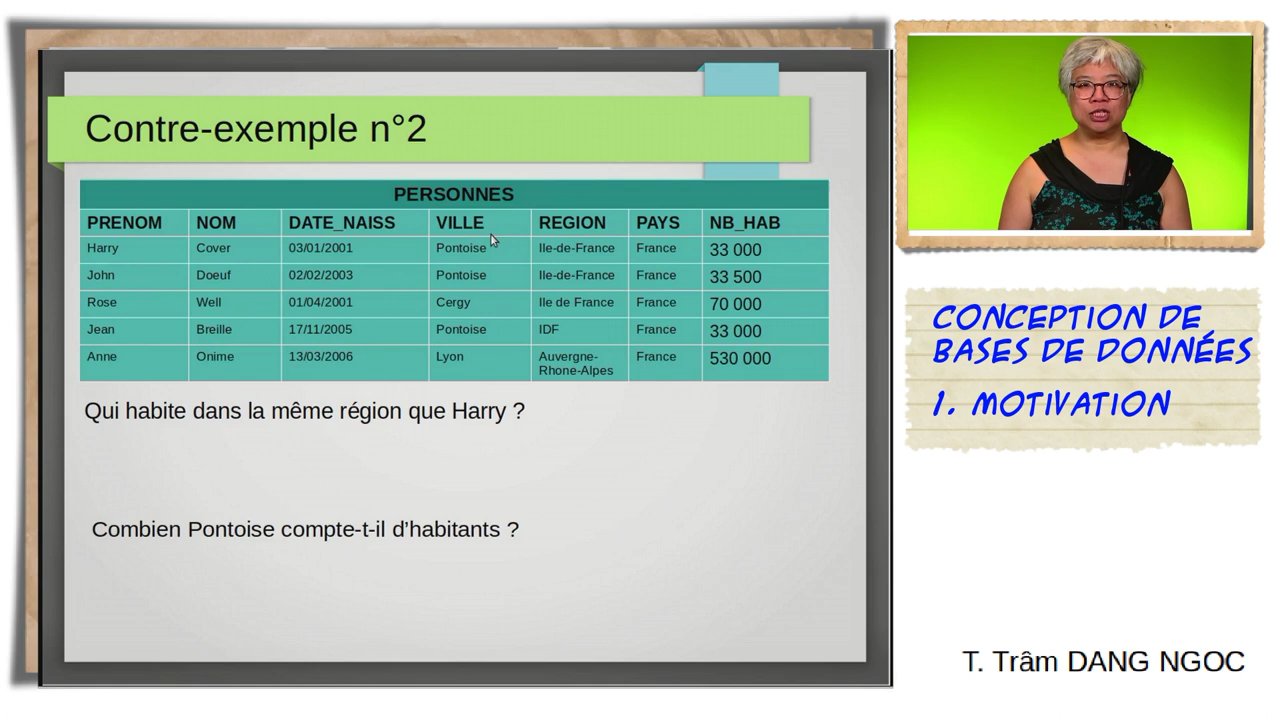 Contre-exemple n°2
PERSONNES
PRENOM NOM DATE_NAISS VILLE REGION PAYS NB_HAB
Harry Cover 03/01/2001 Pontoise Ile-de-France France 33 000
John Doeuf 02/02/2003 Pontoise Ile-de-France France 33 500
Rose Well 01/04/2001 Cergy Ile de France France 70 000
Jean Breille 17/11/2005 Pontoise IDF France 33 000
Anne Onime 13/03/2006 Lyon Auvergne- France 530 000
Rhone-Alpes
Qui habite dans la même région que Harry ?
Combien Pontoise compte-t-il d’habitants ?
CONCEPTION DE
BASES DE DONNÉES
1. MOTIVATION
T. Trâm DANG NGOC